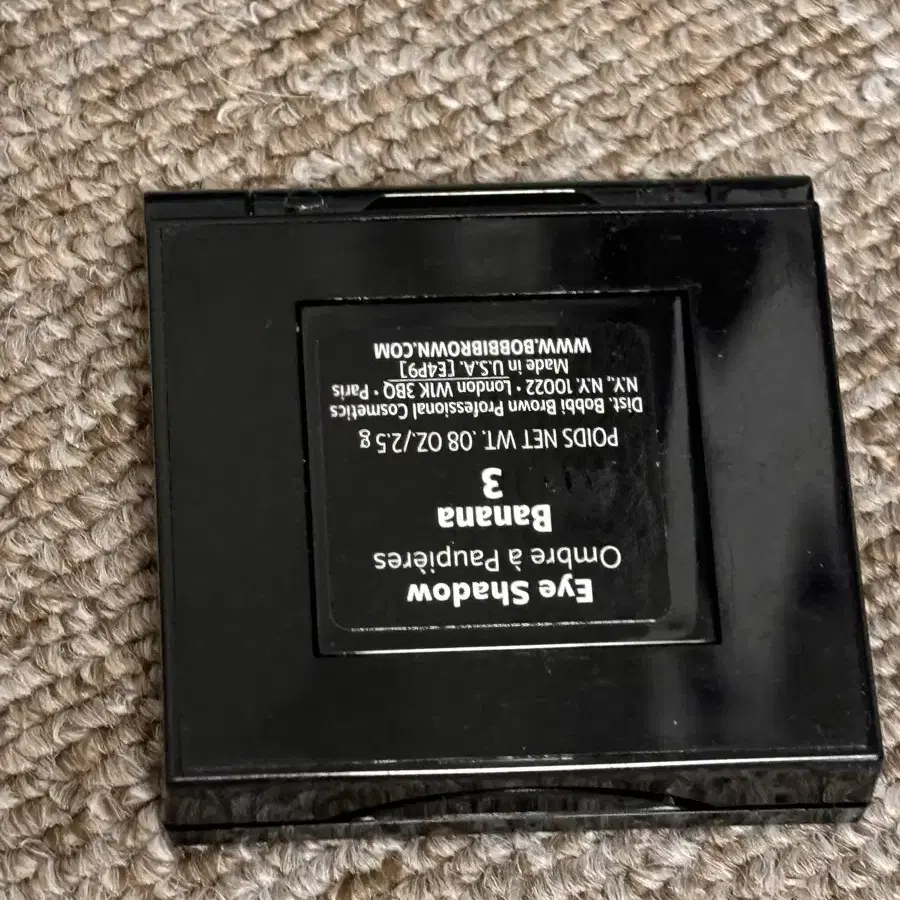 Eye Shadow
Ombre à Paupières
Banana
3
POIDS NET WT. .08 OZ./2.5 g
Dist. Bobbi Brown Professional Cosmetics
N.Y., N.Y. 10022 • London W1K 3BQ • Paris
Made in U.S.A. [E4P9]
WWW.BOBBIBROWN.COM